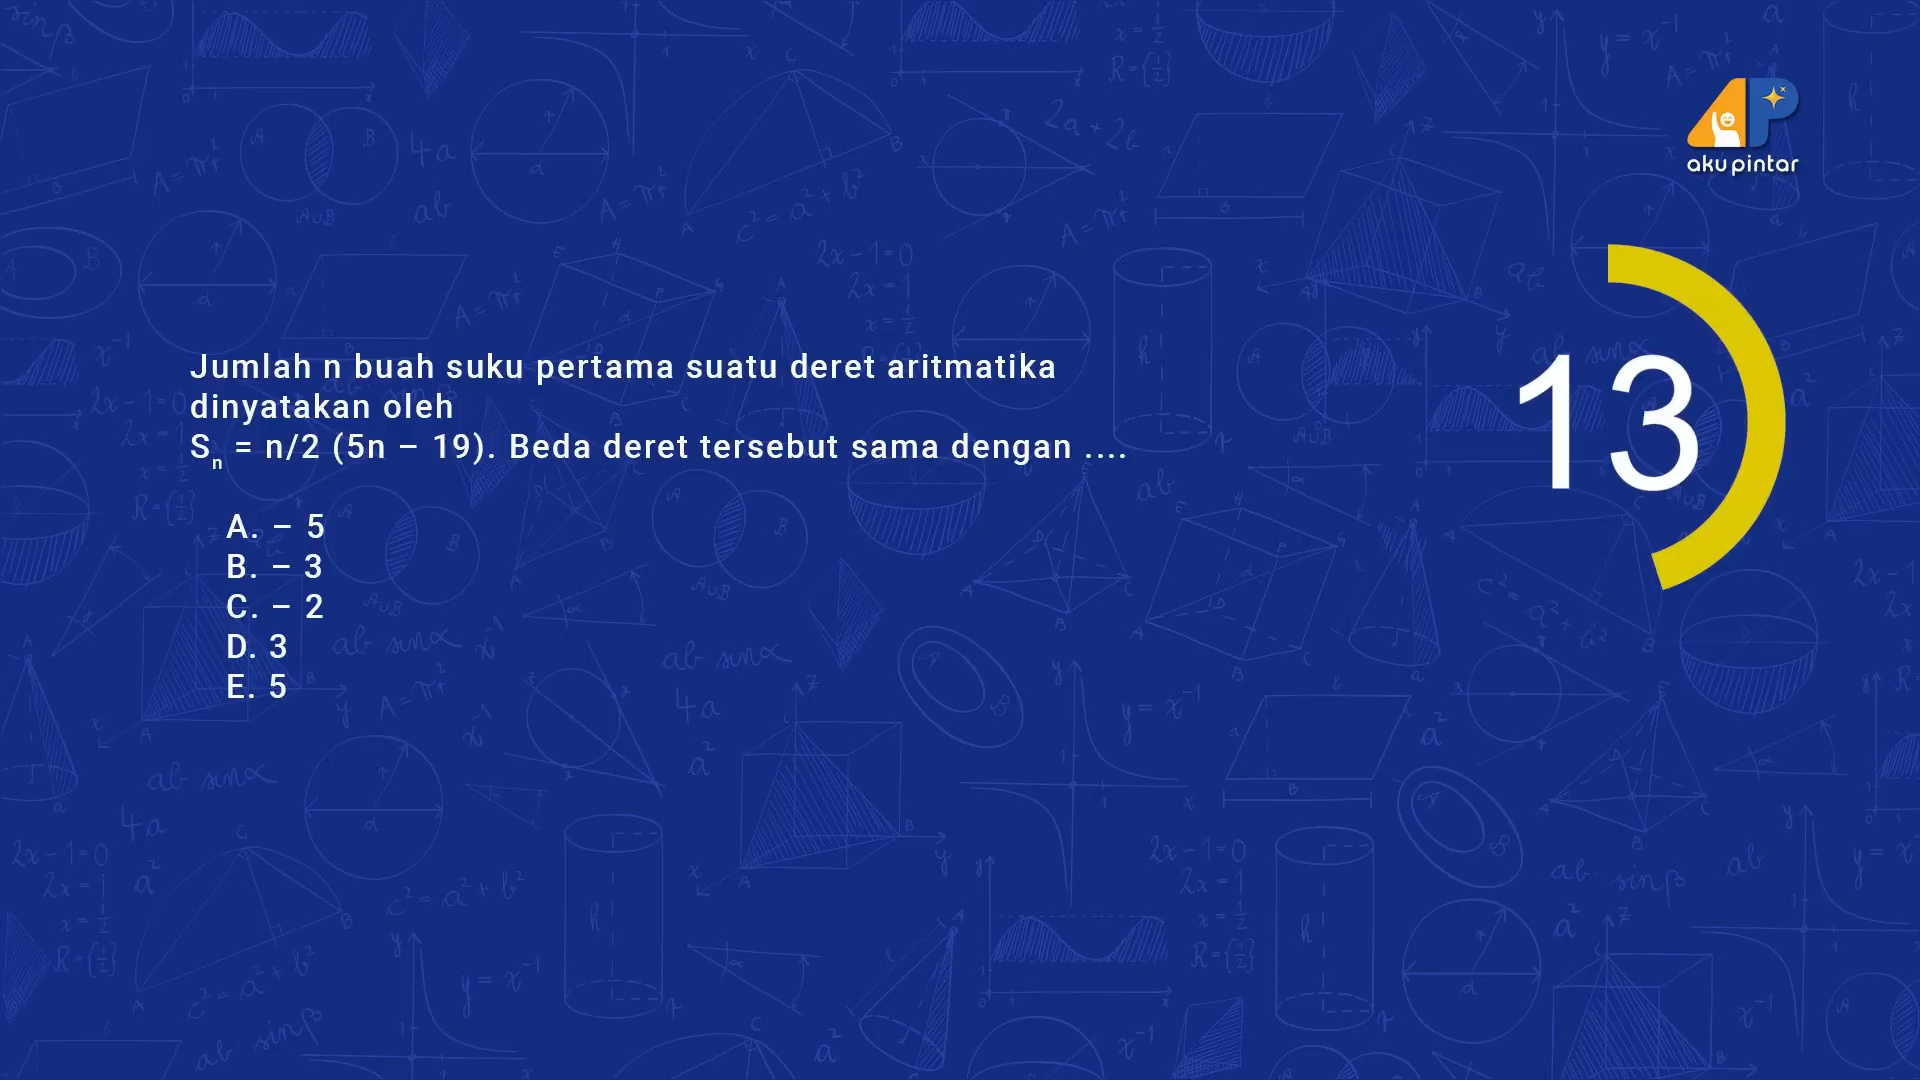 aku pintar
Jumlah n buah suku pertama suatu deret aritmatika
dinyatakan oleh
Sn = n/2 (5n – 19). Beda deret tersebut sama dengan ....
A. – 5
B. – 3
C. – 2
D. 3
E. 5
13